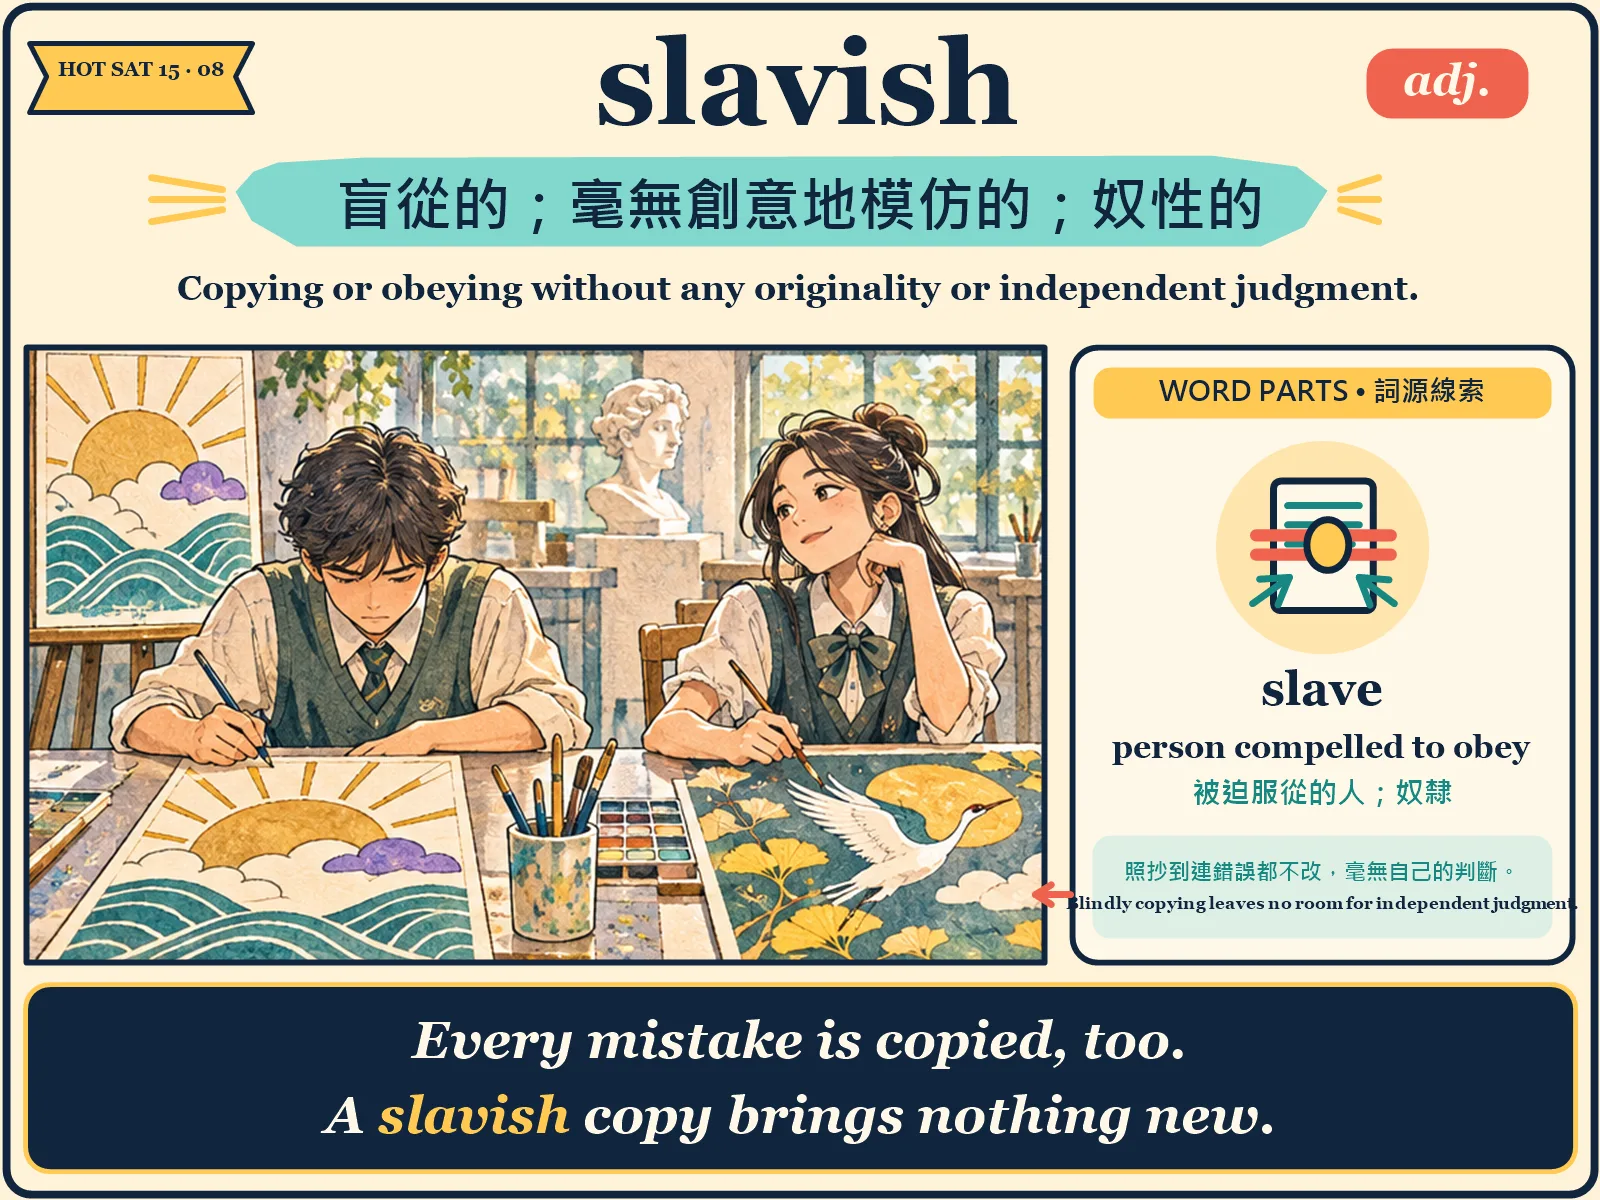 HOT SAT 15 · 08
slavish
adj.
盲從的；毫無創意地模仿的；奴性的
Copying or obeying without any originality or independent judgment.
WORD PARTS • 詞源線索
slave
person compelled to obey
被迫服從的人；奴隸
照抄到連錯誤都不改，毫無自己的判斷。
Blindly copying leaves no room for independent judgment.
Every mistake is copied, too.
A slavish copy brings nothing new.